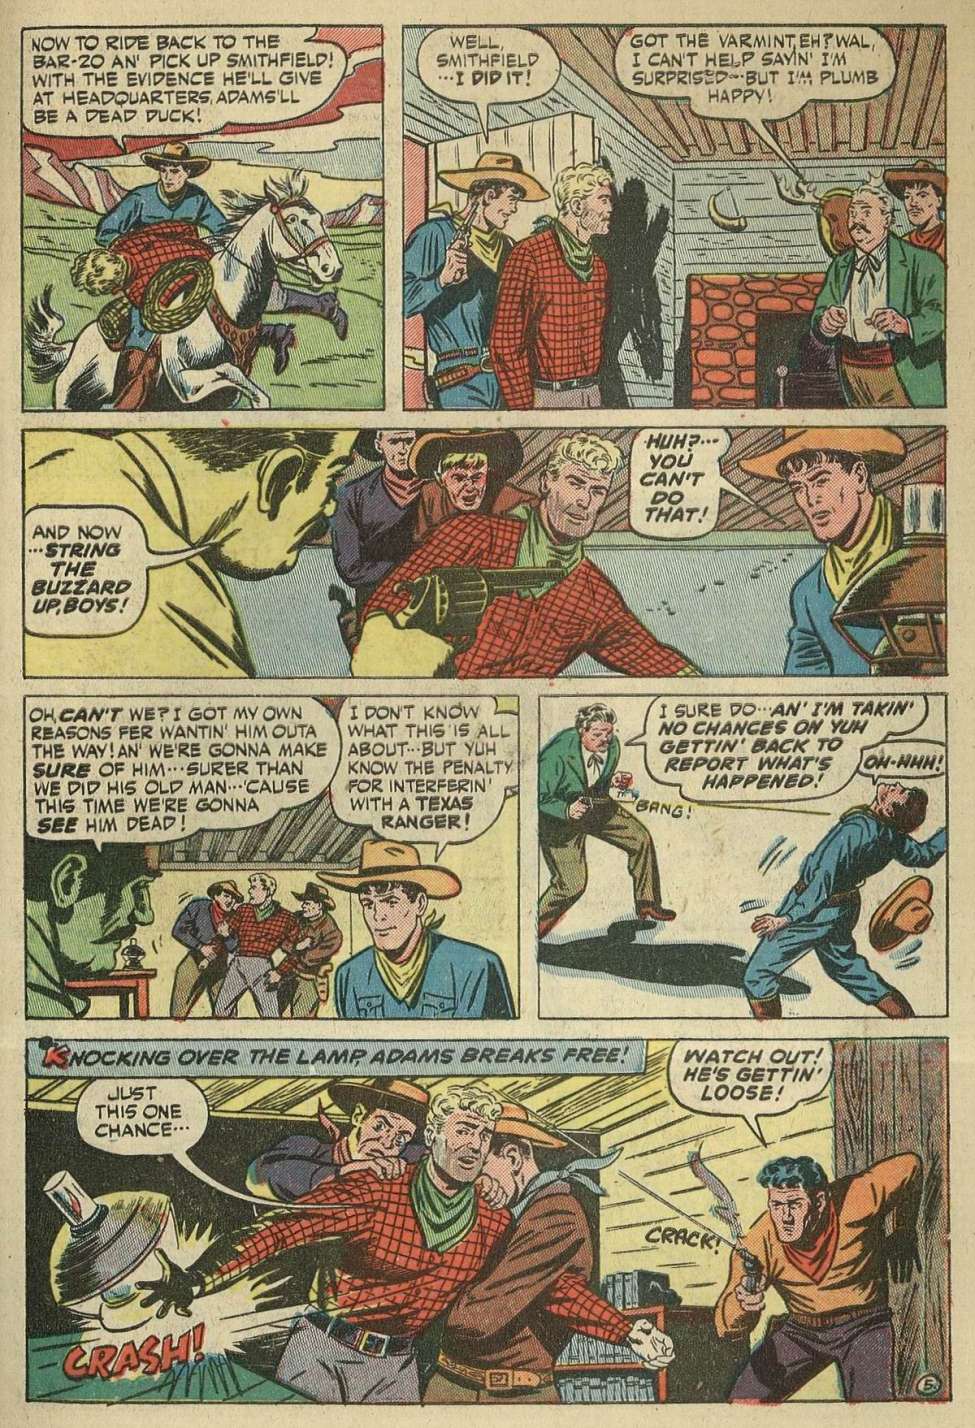 NOW TO RIDE BACK TO THE
BAR-20 AN' PICK UP SMITHFIELD!
WITH THE EVIDENCE HE'LL GIVE
AT HEADQUARTERS, ADAMS'LL
BE A DEAD DUCK!
WELL,
SMITHFIELD
...I DID IT!
GOT THE VARMINT, EH? WAL,
I CAN'T HELP SAYIN' I'M
SURPRISED--BUT I'M PLUMB
HAPPY!
AND NOW
...STRING
THE
BUZZARD
UP, BOYS!
HUH?...
YOU
CAN'T
DO
THAT!
OH, CAN'T WE? I GOT MY OWN
REASONS FER WANTIN' HIM OUTA
THE WAY! AN' WE'RE GONNA MAKE
SURE OF HIM...SURER THAN
WE DID HIS OLD MAN...'CAUSE
THIS TIME WE'RE GONNA
SEE HIM DEAD!
I DON'T KNOW
WHAT THIS IS ALL
ABOUT...BUT YUH
KNOW THE PENALTY
FOR INTERFERIN'
WITH A TEXAS
RANGER!
I SURE DO...AN' I'M TAKIN'
NO CHANCES ON YUH
GETTIN' BACK TO
REPORT WHAT'S
HAPPENED!
OH-HHH!
BANG!
KNOCKING OVER THE LAMP, ADAMS BREAKS FREE!
JUST
THIS ONE
CHANCE...
WATCH OUT!
HE'S GETTIN'
LOOSE!
CRACK!
CRASH!
5